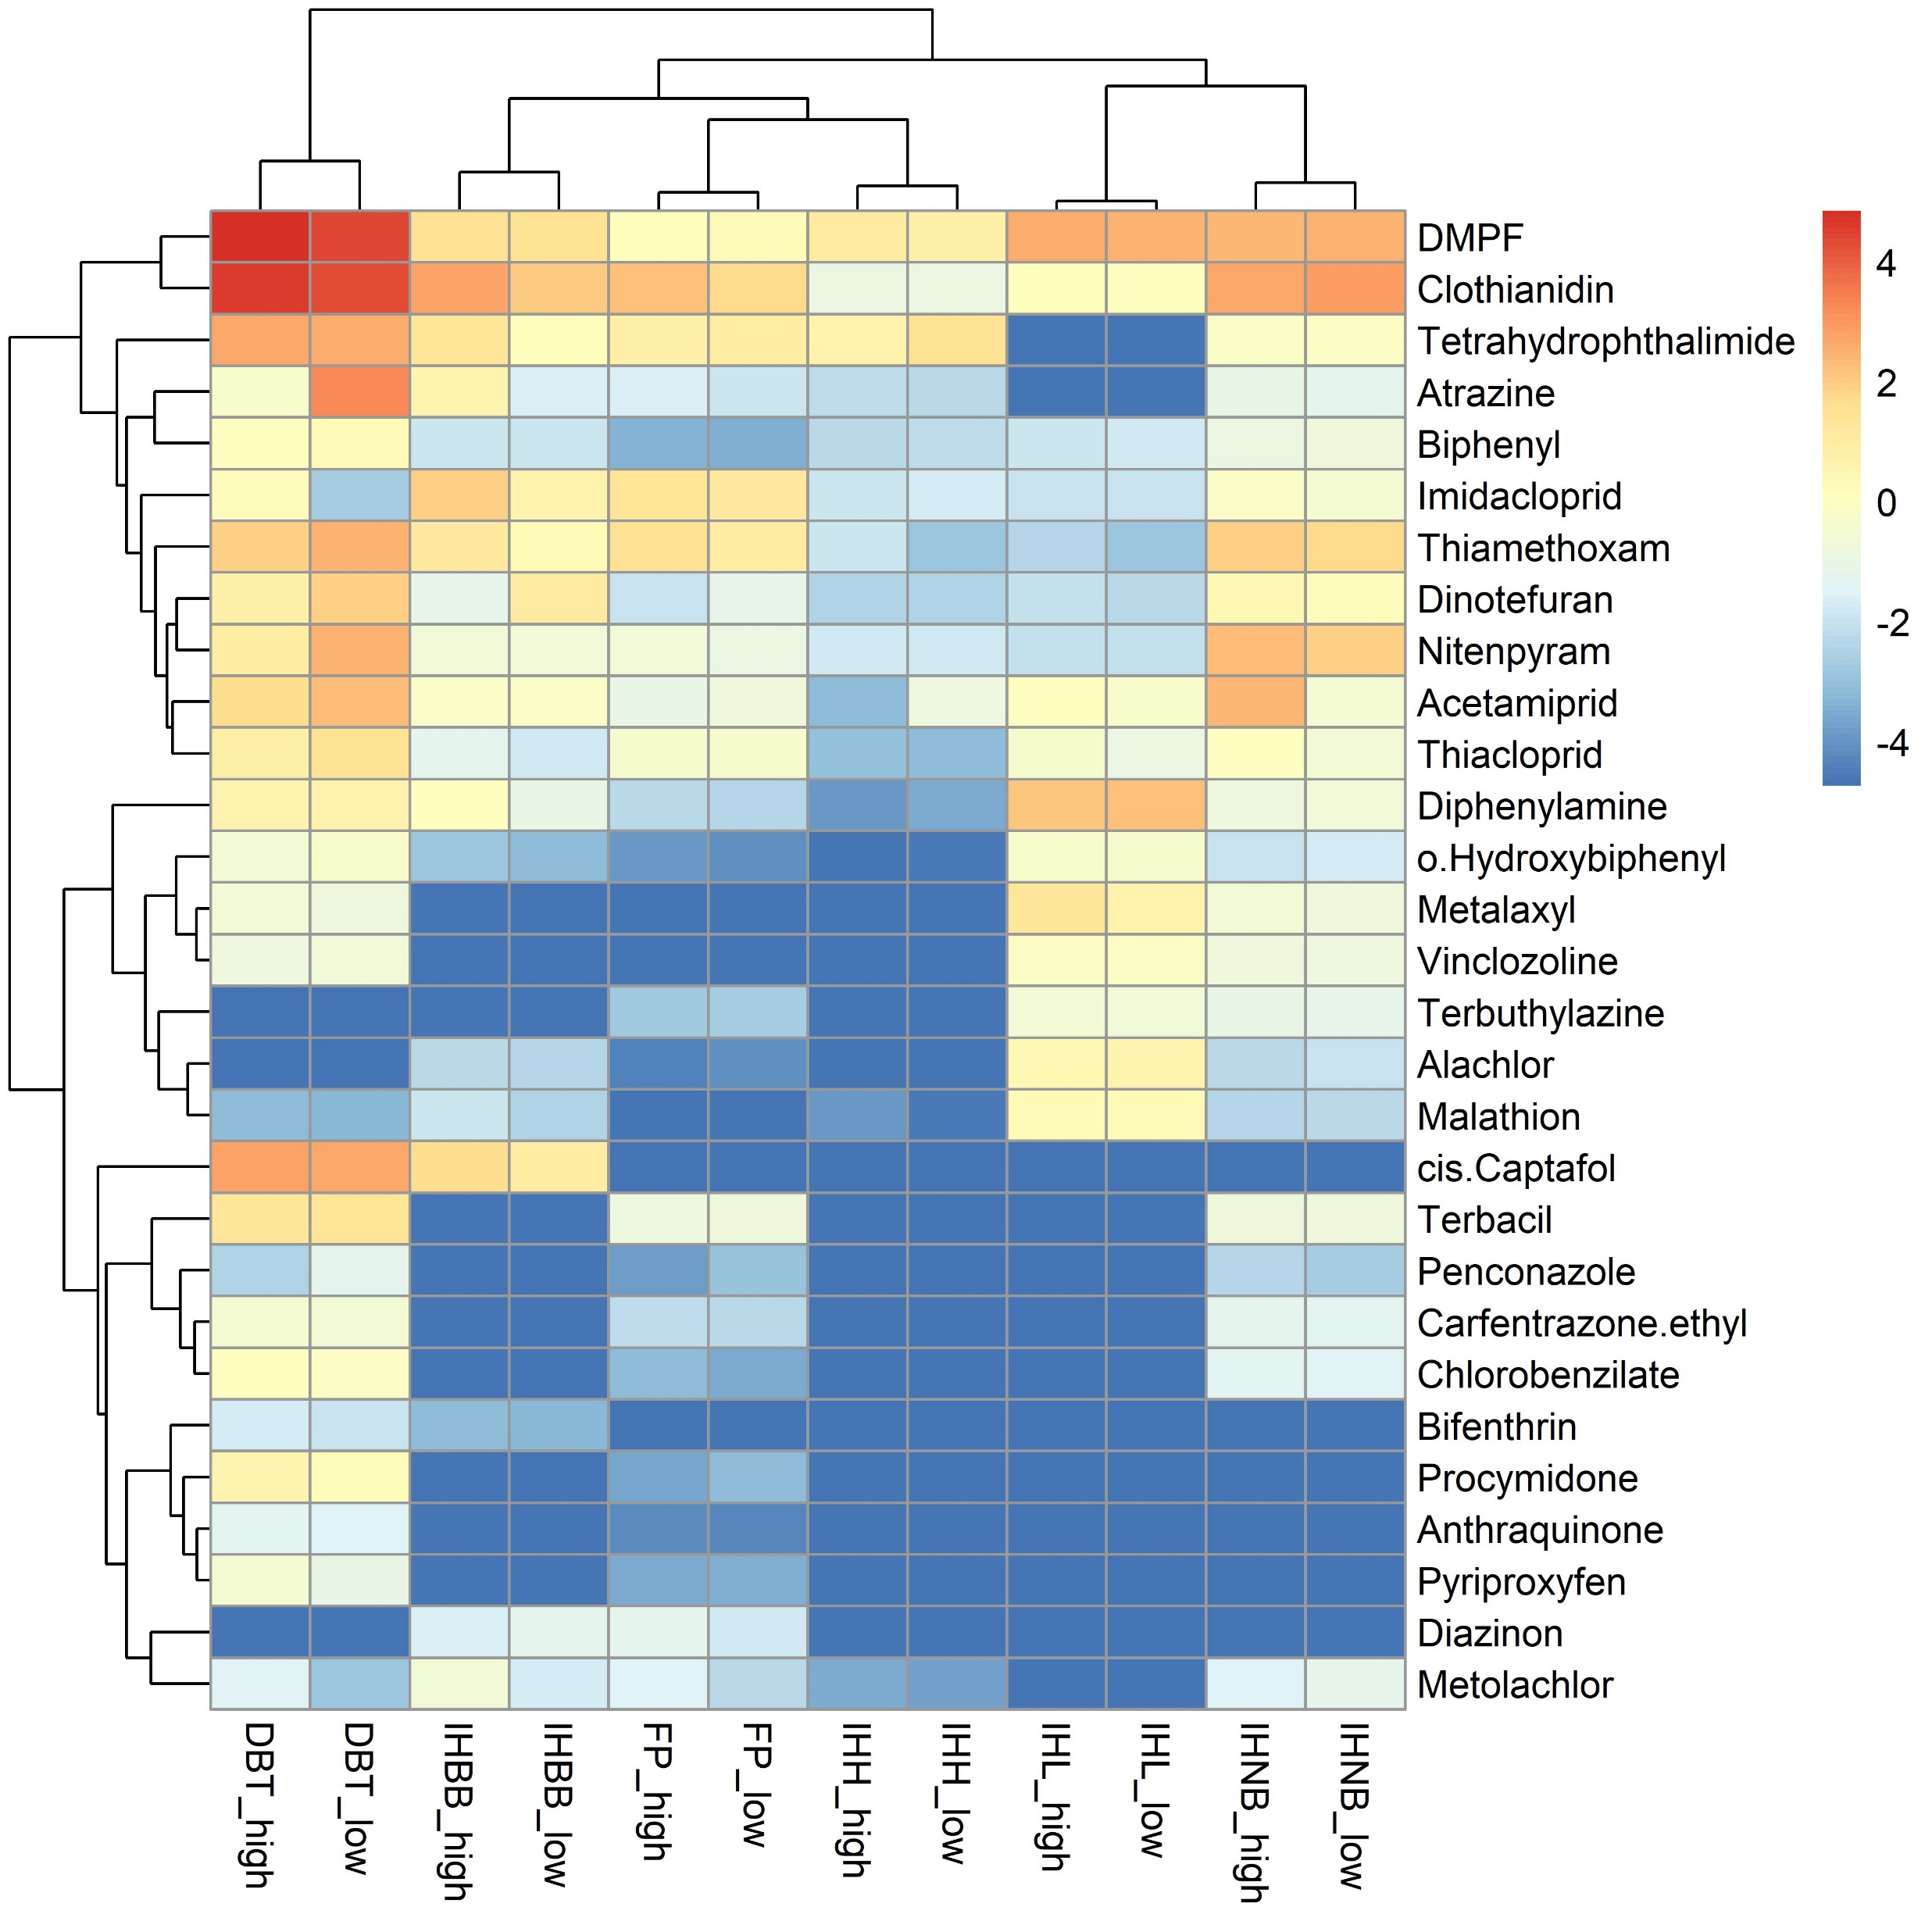 DMPF
Clothianidin
Tetrahydrophthalimide
Atrazine
Biphenyl
Imidacloprid
Thiamethoxam
Dinotefuran
Nitenpyram
Acetamiprid
Thiacloprid
Diphenylamine
o.Hydroxybiphenyl
Metalaxyl
Vinclozoline
Terbuthylazine
Alachlor
Malathion
cis.Captafol
Terbacil
Penconazole
Carfentrazone.ethyl
Chlorobenzilate
Bifenthrin
Procymidone
Anthraquinone
Pyriproxyfen
Diazinon
Metolachlor
4
2
0
-2
-4
DBT_high
DBT_low
IHBB_high
IHBB_low
FP_high
FP_low
IHH_high
IHH_low
IHL_high
IHL_low
IHNB_high
IHNB_low